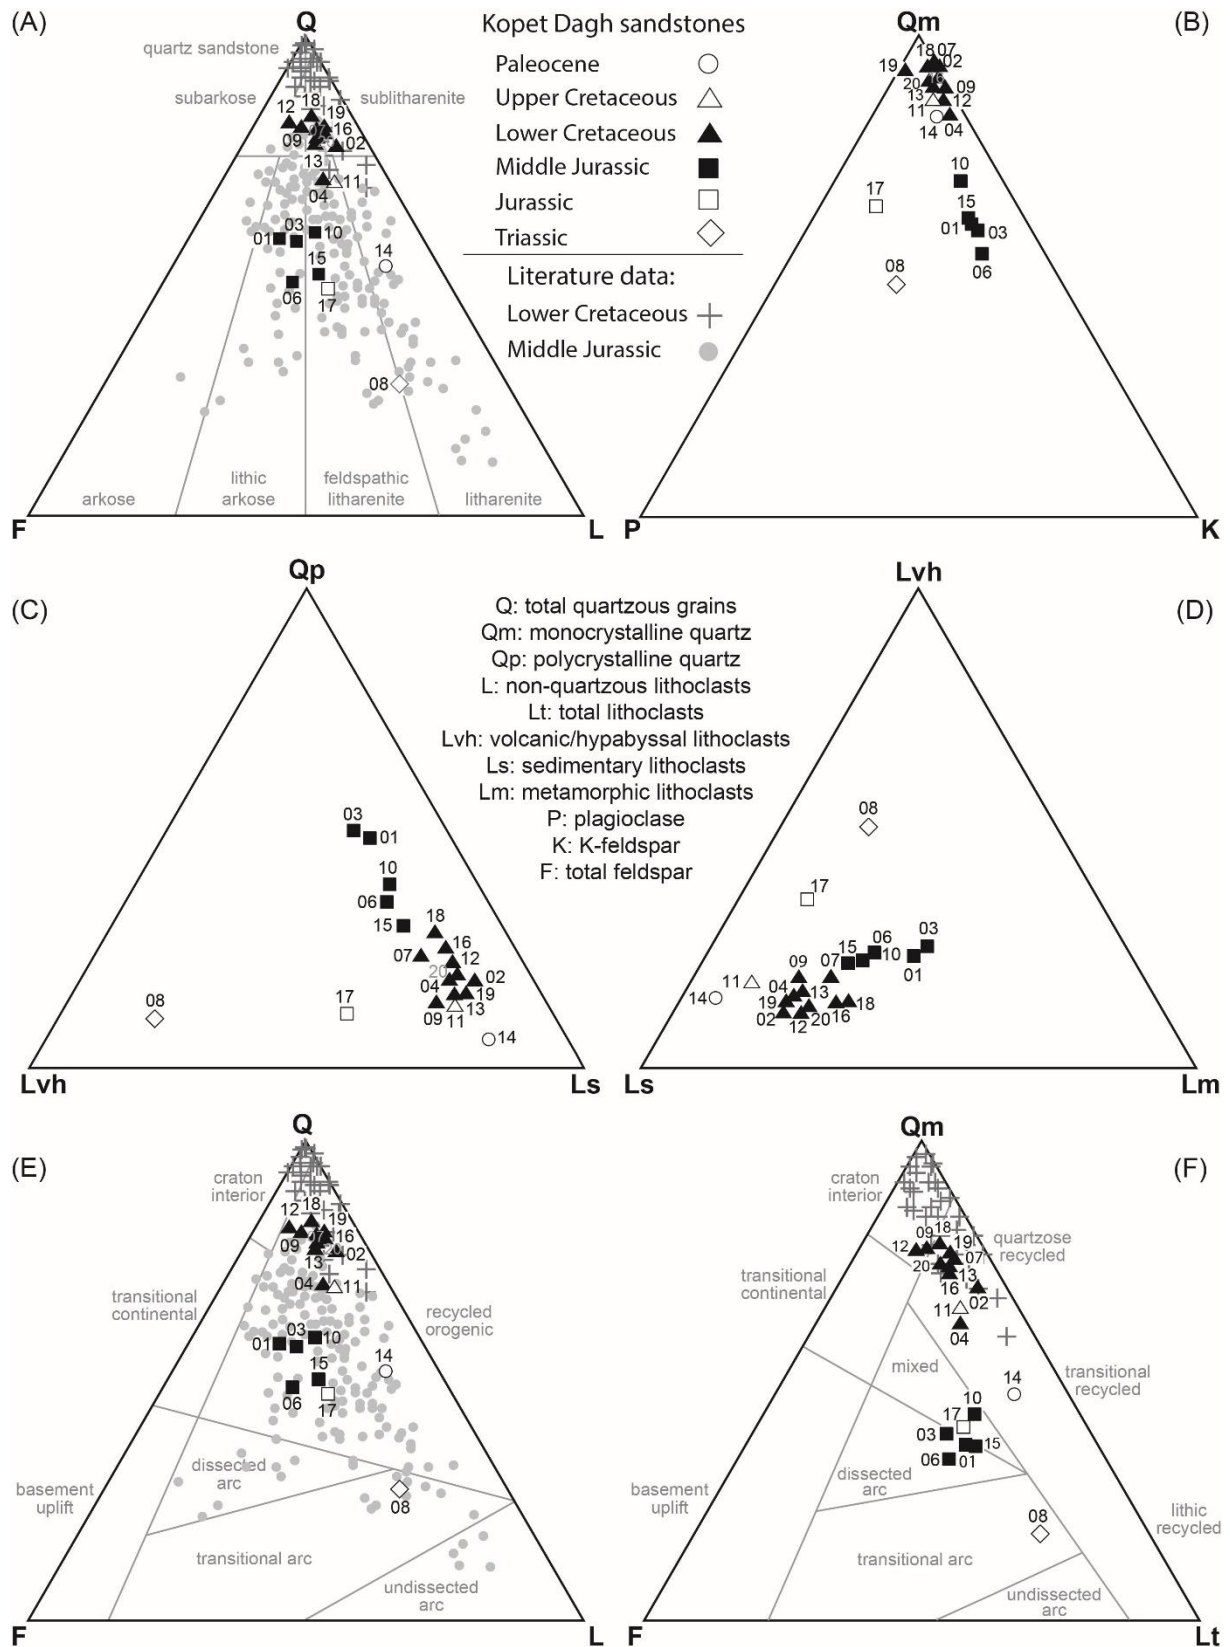 (A)
Q
quartz sandstone
subarkose
sublitharenite
18
12
19
16
09
02
13
11
04
03
01
10
14
15
06
17
08
lithic
arkose
feldspathic
litharenite
arkose
litharenite
F
L
Kopet Dagh sandstones
Paleocene
Upper Cretaceous
Lower Cretaceous
Middle Jurassic
Jurassic
Triassic
Literature data:
Lower Cretaceous
Middle Jurassic
(B)
Qm
18
07
19
02
20
09
13
12
11
04
14
10
17
15
01
03
06
08
P
K
(C)
Qp
03
01
10
06
15
18
16
07
12
20
02
04
19
13
09
11
14
08
17
Lvh
Ls
Q: total quartzous grains
Qm: monocrystalline quartz
Qp: polycrystalline quartz
L: non-quartzous lithoclasts
Lt: total lithoclasts
Lvh: volcanic/hypabyssal lithoclasts
Ls: sedimentary lithoclasts
Lm: metamorphic lithoclasts
P: plagioclase
K: K-feldspar
F: total feldspar
(D)
Lvh
08
17
03
06
15
10
01
09
07
11
04
13
14
19
18
02
12
20
16
Ls
Lm
(E)
Q
craton
interior
18
12
19
16
09
02
13
04
11
transitional
continental
recycled
orogenic
03
01
10
14
15
06
17
dissected
arc
basement
uplift
08
transitional arc
undissected
arc
F
L
(F)
Qm
craton
interior
18
09
12
19
quartzose
recycled
07
20
13
16
02
transitional
continental
11
04
mixed
14
transitional
recycled
10
17
03
15
06
01
dissected
arc
basement
uplift
08
lithic
recycled
transitional arc
undissected
arc
F
Lt